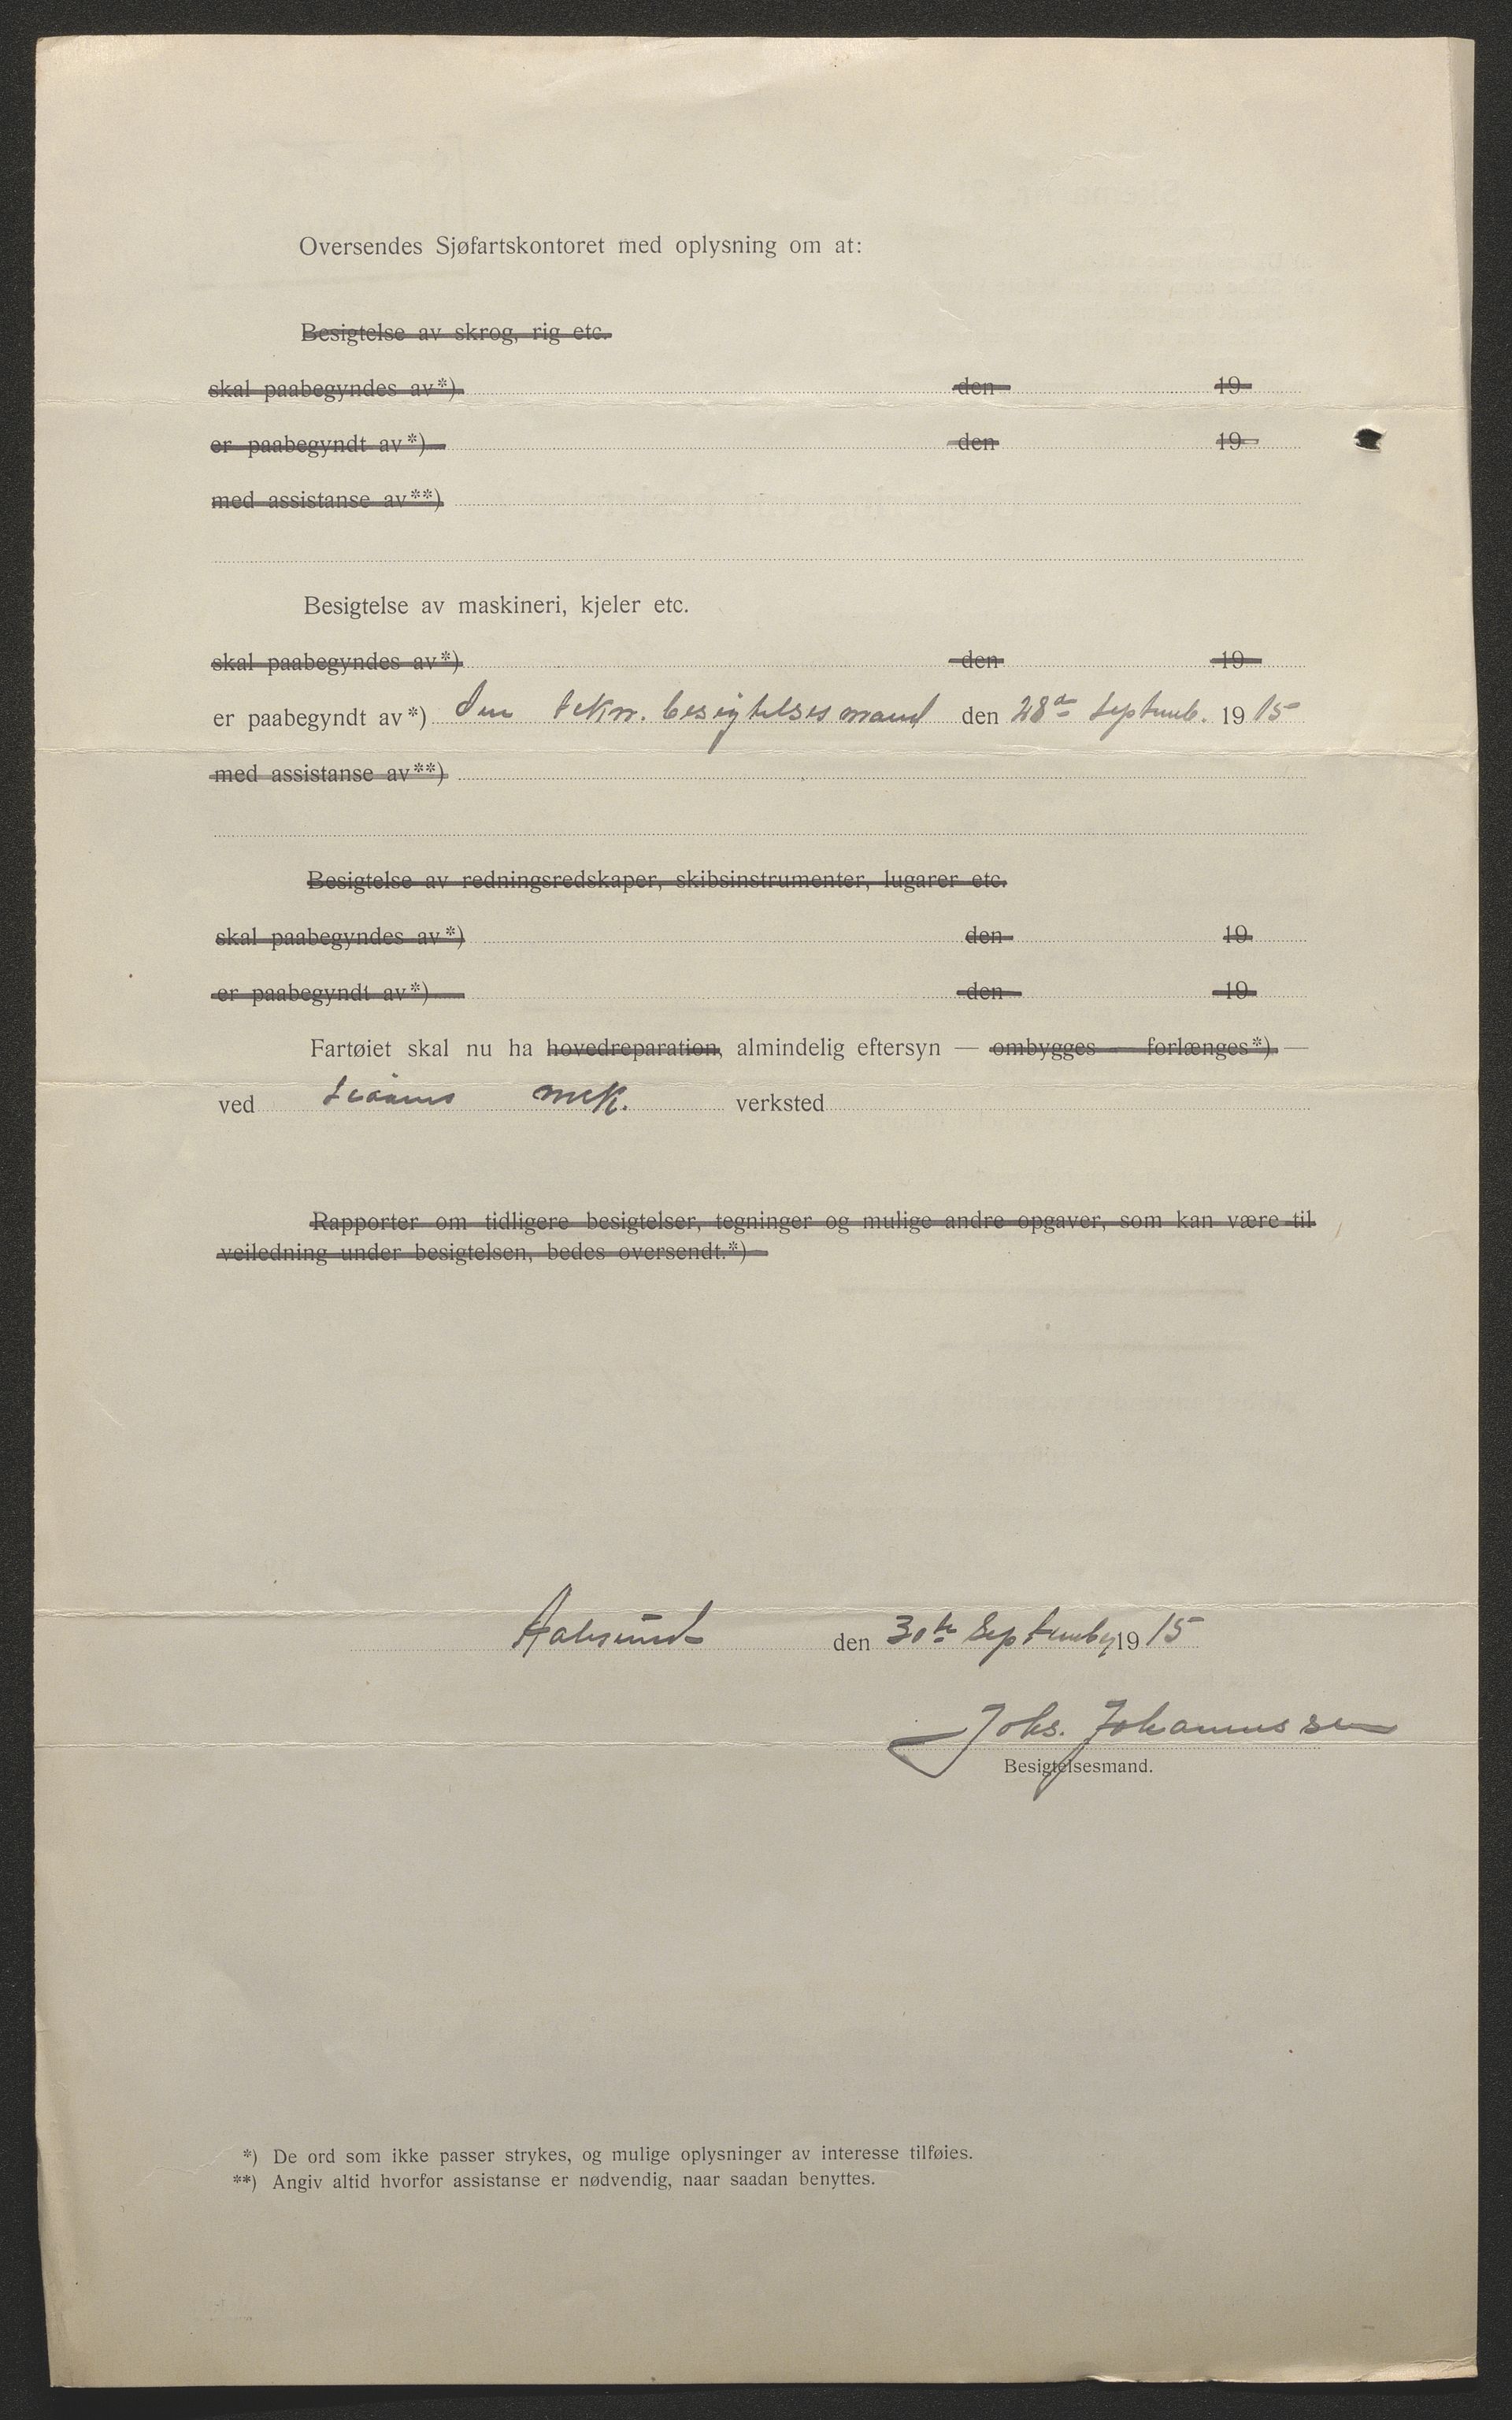 Oversendes Sjøfartskontoret med oplysning om at:
Besigtelse av skrog, rig etc.
skal paabegyndes av*) den 19
er paabegyndt av*) den 19
med assistanse av**)
Besigtelse av maskineri, kjeler etc.
skal paabegyndes av*) den 19
er paabegyndt av*) den tekn. besigtelsesmand den 28de Septemb. 1915
med assistanse av**)
Besigtelse av redningsredskaper, skibsinstrumenter, lugarer etc.
skal paabegyndes av*) den 19
er paabegyndt av*) den 19
Fartøiet skal nu ha hovedreparation, almindelig eftersyn — ombygges — forlænges*) —
ved mek. verksted
Rapporter om tidligere besigtelser, tegninger og mulige andre opgaver, som kan være til
veiledning under besigtelsen, bedes oversendt.*)
Aalesund den 30te September 1915
Johs. Johannessen
Besigtelsesmand.
*) De ord som ikke passer strykes, og mulige oplysninger av interesse tilføies.
**) Angiv altid hvorfor assistanse er nødvendig, naar saadan benyttes.